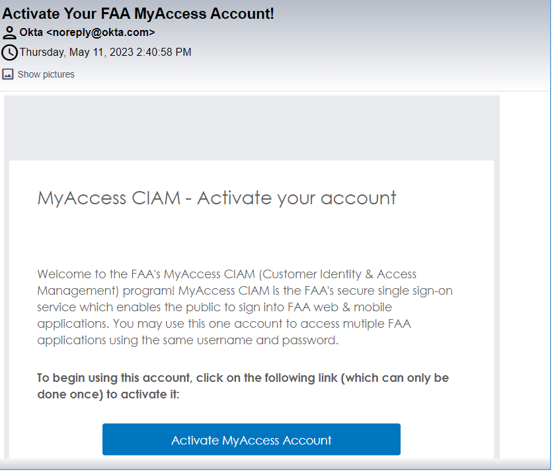 Activate Your FAA MyAccess Account!
Okta <noreply@okta.com>
Thursday, May 11, 2023 2:40:58 PM
Show pictures
MyAccess CIAM - Activate your account
Welcome to the FAA's MyAccess CIAM (Customer Identity & Access
Management) program! MyAccess CIAM is the FAA's secure single sign-on
service which enables the public to sign into FAA web & mobile
applications. You may use this one account to access mutiple FAA
applications using the same username and password.
To begin using this account, click on the following link (which can only be
done once) to activate it:
Activate MyAccess Account